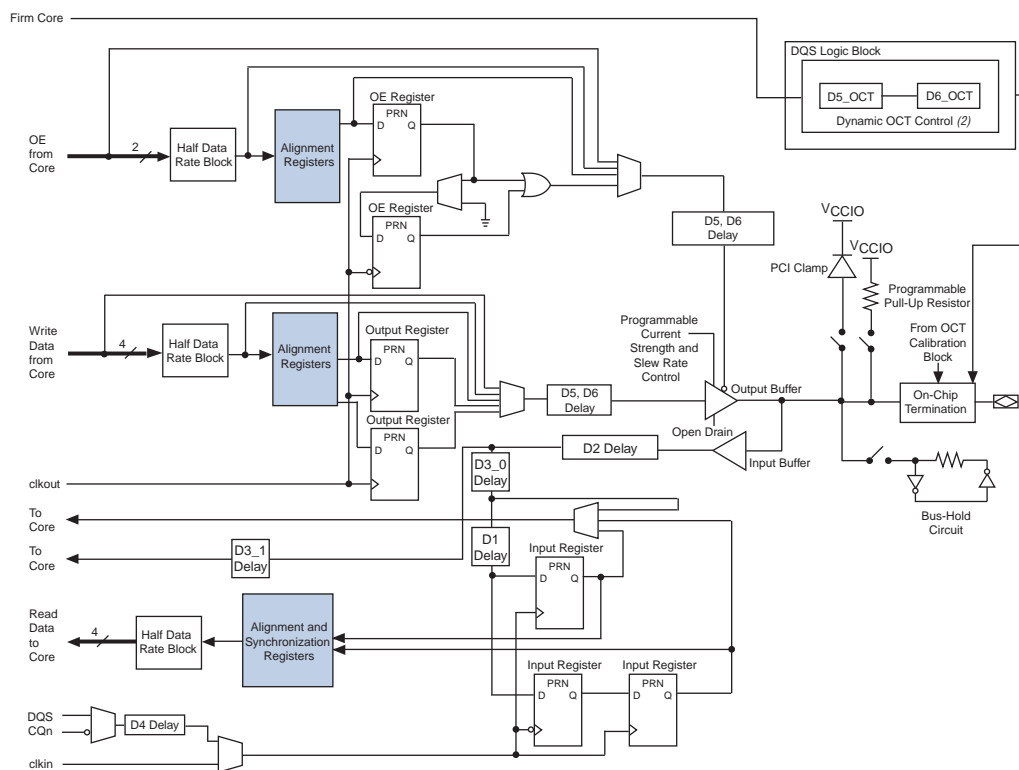 Firm Core
DQS Logic Block
D5_OCT
D6_OCT
Dynamic OCT Control (2)
OE
from
Core
2
Half Data
Rate Block
Alignment
Registers
OE Register
PRN
D
Q
OE Register
PRN
D
Q
D5, D6
Delay
VCCIO
VCCIO
PCI Clamp
Programmable
Pull-Up Resistor
From OCT
Calibration
Block
On-Chip
Termination
Write
Data
from
Core
4
Half Data
Rate Block
Alignment
Registers
Output Register
PRN
D
Q
Output Register
PRN
D
Q
D5, D6
Delay
Programmable
Current
Strength and
Slew Rate
Control
Output Buffer
Open Drain
Input Buffer
D2 Delay
D3_0
Delay
Bus-Hold
Circuit
clkout
To
Core
D1
Delay
To
Core
D3_1
Delay
Input Register
PRN
D
Q
Read
Data
to
Core
4
Half Data
Rate Block
Alignment and
Synchronization
Registers
Input Register
PRN
D
Q
Input Register
PRN
D
Q
DQS
CQn
D4 Delay
clkin